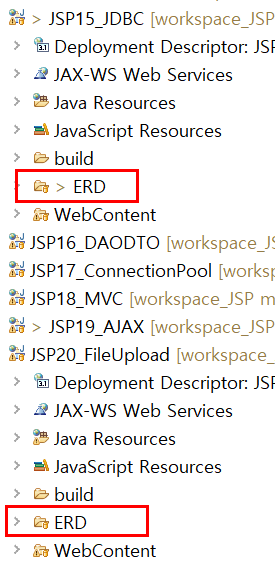 > JSP15_JDBC [workspace_JSP
> Deployment Descriptor: JSP
> JAX-WS Web Services
> Java Resources
> JavaScript Resources
> build
> > ERD
> WebContent
JSP16_DAODTO [workspace_JS
JSP17_ConnectionPool [workspa
JSP18_MVC [workspace_JSP m
> JSP19_AJAX [workspace_JSP
JSP20_FileUpload [workspace_
> Deployment Descriptor: JSP
> JAX-WS Web Services
> Java Resources
> JavaScript Resources
> build
> ERD
> WebContent